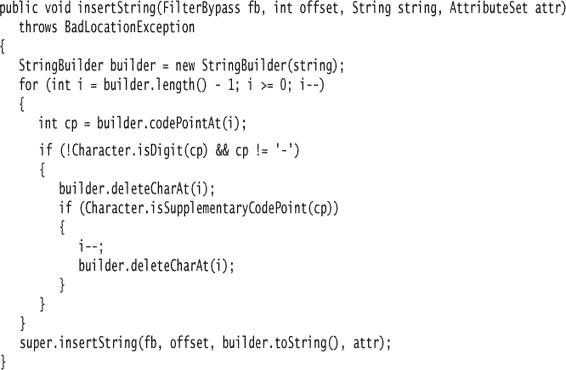 public void insertString(FilterBypass fb, int offset, String string, AttributeSet attr)
throws BadLocationException
{
StringBuilder builder = new StringBuilder(string);
for (int i = builder.length() - 1; i >= 0; i--)
{
int cp = builder.codePointAt(i);
if (!Character.isDigit(cp) && cp != '-')
{
builder.deleteCharAt(i);
if (Character.isSupplementaryCodePoint(cp))
{
i--;
builder.deleteCharAt(i);
}
}
}
super.insertString(fb, offset, builder.toString(), attr);
}